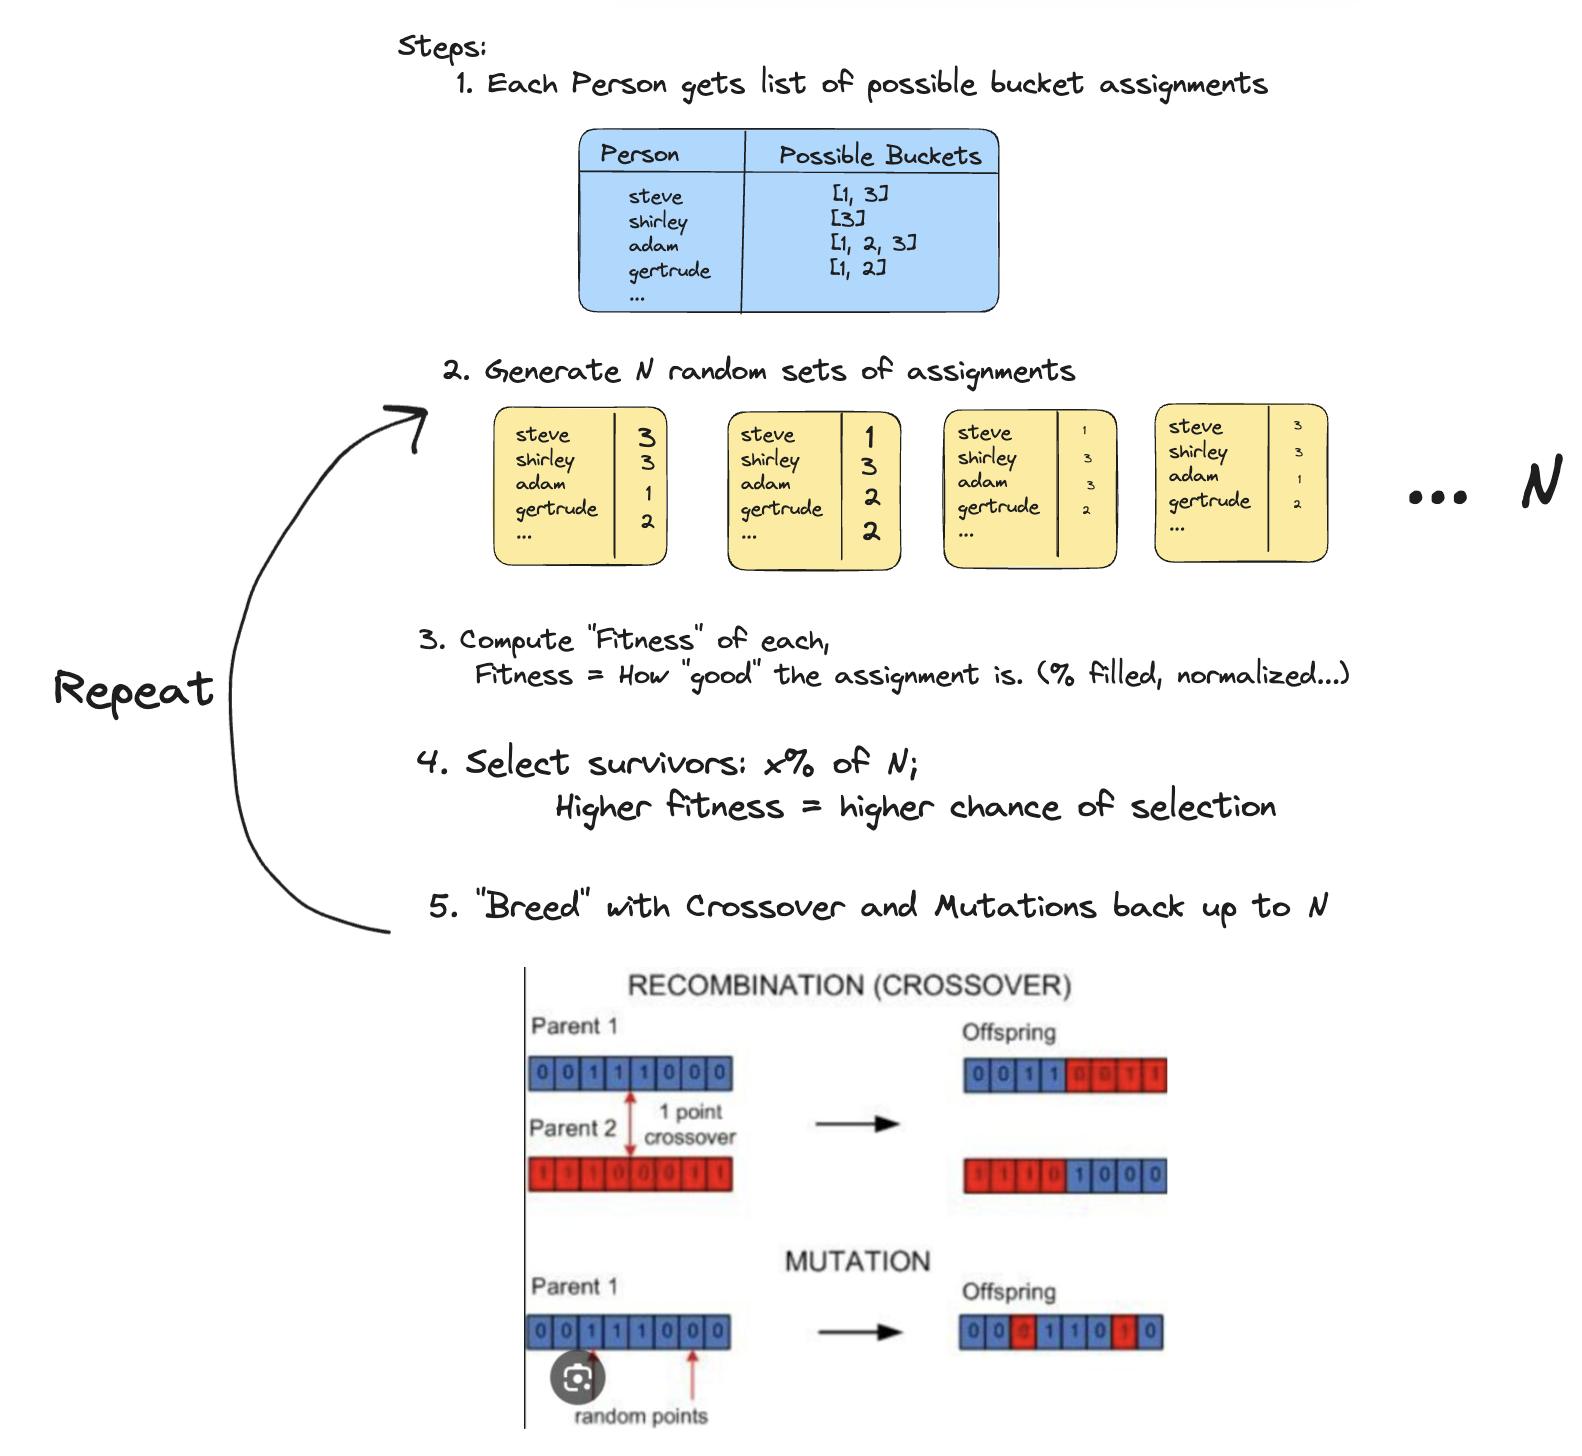 Steps:
1. Each Person gets list of possible bucket assignments
Person Possible Buckets
steve [1, 3]
shirley [3]
adam [1, 2, 3]
gertrude [1, 2]
...
2. Generate N random sets of assignments
steve 3
shirley 3
adam 1
gertrude 2
...
steve 1
shirley 3
adam 2
gertrude 2
...
steve 1
shirley 3
adam 3
gertrude 2
...
steve 3
shirley 3
adam 1
gertrude 2
...
... N
Repeat
3. Compute "Fitness" of each,
Fitness = How "good" the assignment is. (% filled, normalized...)
4. Select survivors: x% of N;
Higher fitness = higher chance of selection
5. "Breed" with Crossover and Mutations back up to N
RECOMBINATION (CROSSOVER)
Parent 1
0 0 1 1 1 0 0 0
1 point
crossover
Parent 2
1 1 1 0 0 0 1 1
Offspring
0 0 1 1 0 0 1 1
1 1 1 0 1 0 0 0
MUTATION
Parent 1
0 0 1 1 1 0 0 0
random points
Offspring
0 0 0 1 1 0 1 0